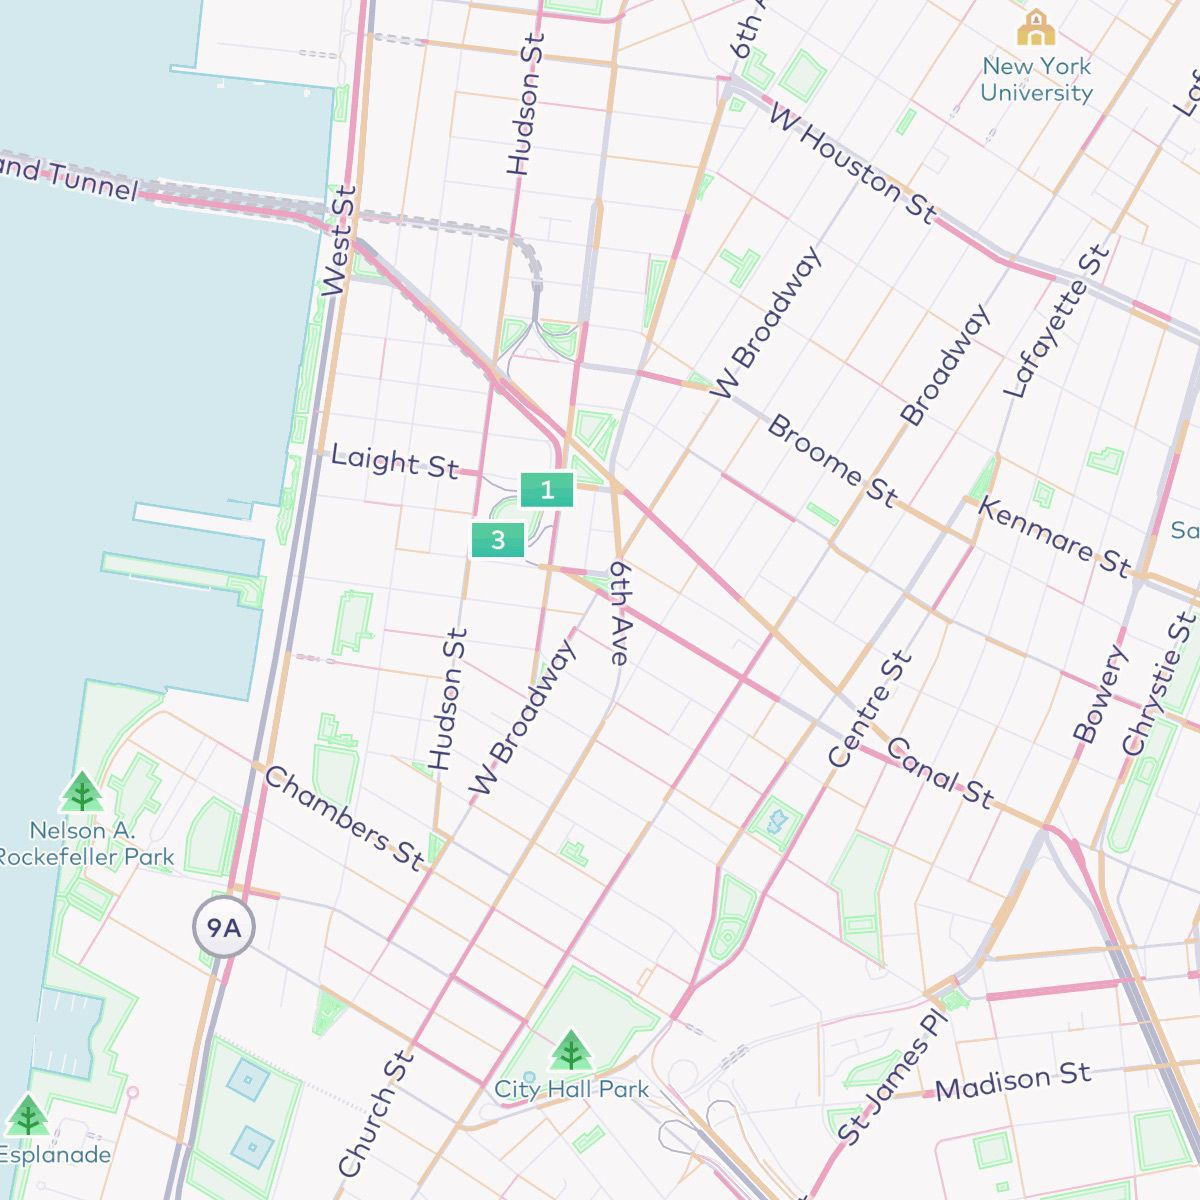 6th A
New York
University
Laf
Hudson St
W Houston St
and Tunnel
West St
W Broadway
Broadway
Lafayette St
Laight St
1
3
Broome St
Kenmare St
Sa
6th Ave
Hudson St
W Broadway
Centre St
Canal St
Bowery
Chrystie St
Chambers St
Nelson A.
Rockefeller Park
9A
City Hall Park
Church St
St James Pl
Madison St
Esplanade